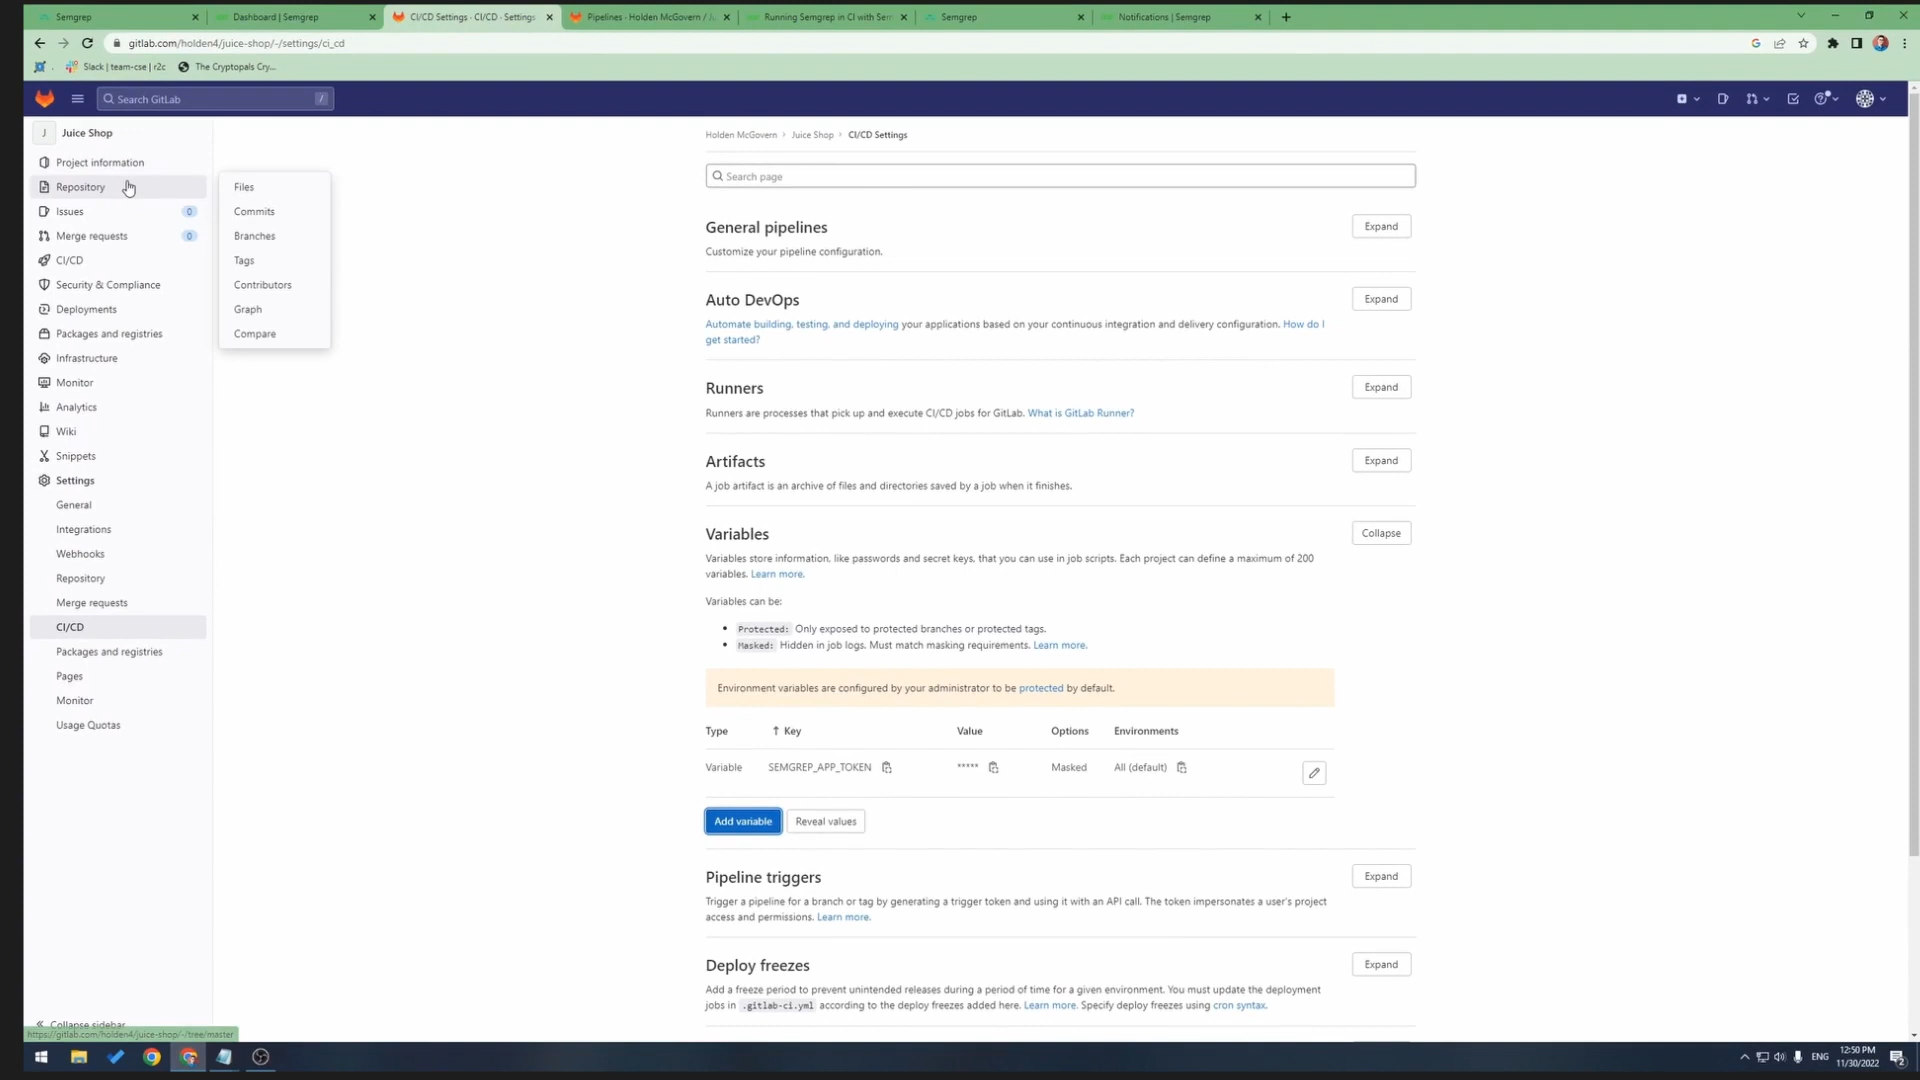 Semgrep
Dashboard | Semgrep
CI/CD Settings · CI/CD · Settings
Pipelines · Holden McGovern / J
Running Semgrep in CI with Sem
Semgrep
Notifications | Semgrep
gitlab.com/holden4/juice-shop/-/settings/ci_cd
Slack | team-cse | r2c
The Cryptopals Cry...
Search GitLab
/
J
Juice Shop
Project information
Repository
Issues
0
Merge requests
0
CI/CD
Security & Compliance
Deployments
Packages and registries
Infrastructure
Monitor
Analytics
Wiki
Snippets
Settings
General
Integrations
Webhooks
Repository
Merge requests
CI/CD
Packages and registries
Pages
Monitor
Usage Quotas
Collapse sidebar
https://gitlab.com/holden4/juice-shop/-/tree/master
Files
Commits
Branches
Tags
Contributors
Graph
Compare
Holden McGovern › Juice Shop › CI/CD Settings
Search page
General pipelines
Expand
Customize your pipeline configuration.
Auto DevOps
Expand
Automate building, testing, and deploying your applications based on your continuous integration and delivery configuration. How do I
get started?
Runners
Expand
Runners are processes that pick up and execute CI/CD jobs for GitLab. What is GitLab Runner?
Artifacts
Expand
A job artifact is an archive of files and directories saved by a job when it finishes.
Variables
Collapse
Variables store information, like passwords and secret keys, that you can use in job scripts. Each project can define a maximum of 200
variables. Learn more.
Variables can be:
• Protected: Only exposed to protected branches or protected tags.
• Masked: Hidden in job logs. Must match masking requirements. Learn more.
Environment variables are configured by your administrator to be protected by default.
Type ↑ Key Value Options Environments
Variable SEMGREP_APP_TOKEN ***** Masked All (default)
Add variable
Reveal values
Pipeline triggers
Expand
Trigger a pipeline for a branch or tag by generating a trigger token and using it with an API call. The token impersonates a user's project
access and permissions. Learn more.
Deploy freezes
Expand
Add a freeze period to prevent unintended releases during a period of time for a given environment. You must update the deployment
jobs in .gitlab-ci.yml according to the deploy freezes added here. Learn more. Specify deploy freezes using cron syntax.
ENG
12:50 PM
11/30/2022
2